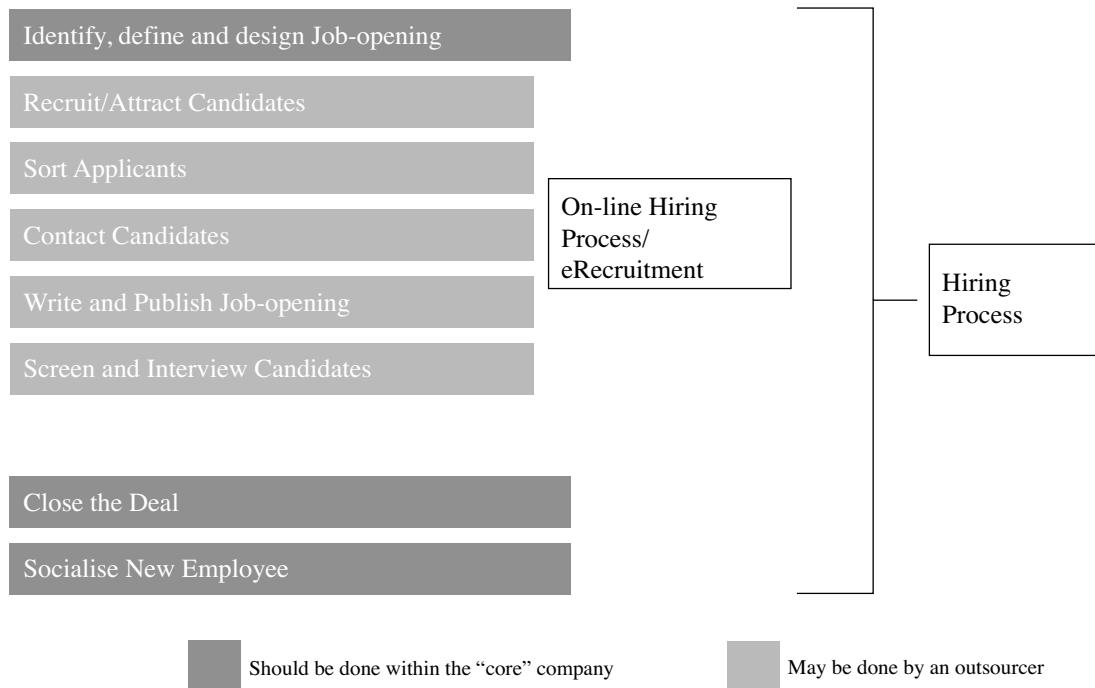 Identify, define and design Job-opening
Recruit/Attract Candidates
Sort Applicants
Contact Candidates
Write and Publish Job-opening
Screen and Interview Candidates
Close the Deal
Socialise New Employee
On-line Hiring
Process/
eRecruitment
Hiring
Process
Should be done within the “core” company
May be done by an outsourcer